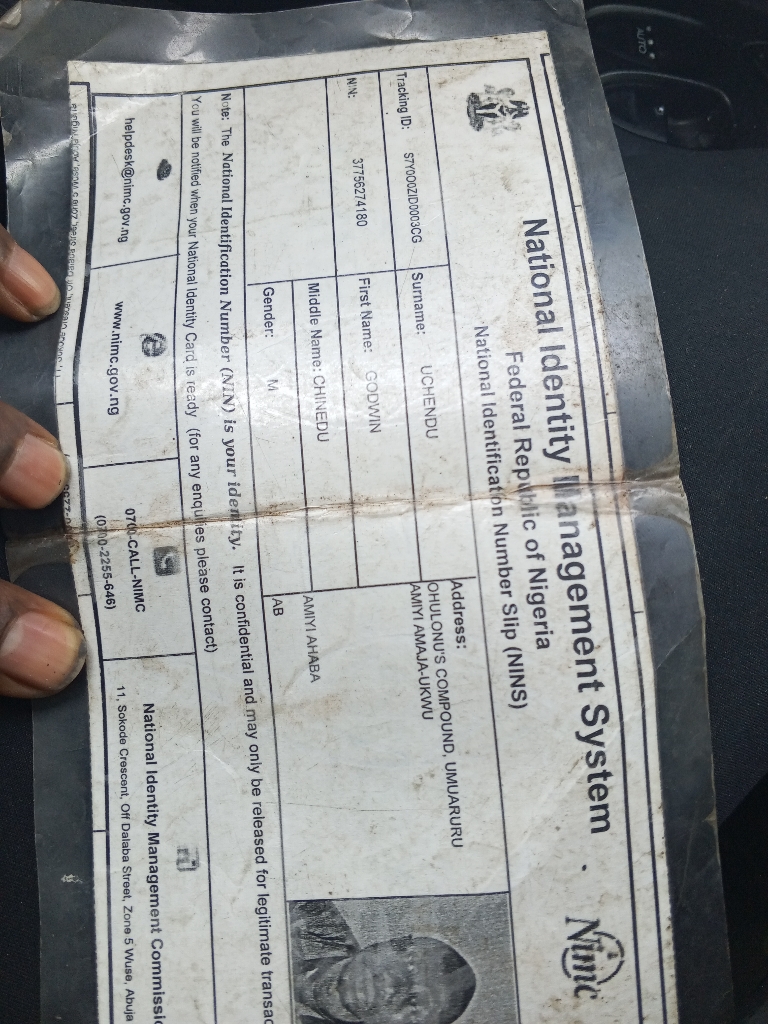 National Identity Management System
Federal Republic of Nigeria
National Identification Number Slip (NINS)
Nimc
Tracking ID: S7Y0O0ZID0003CG
Surname: UCHENDU
Address:
OHULONU'S COMPOUND, UMUARURU
AMIYI AMAJA-UKWU
NIN: 37756274180
First Name: GODWIN
Middle Name: CHINEDU
AMIYI AHABA
Gender: M
AB
Note: The National Identification Number (NIN) is your identity. It is confidential and may only be released for legitimate transac
You will be notified when your National Identity Card is ready (for any enquiries please contact)
helpdesk@nimc.gov.ng
www.nimc.gov.ng
0700-CALL-NIMC
(0700-2255-646)
National Identity Management Commissi
11, Sokode Crescent, Off Dalaba Street, Zone 5 Wuse, Abuja
AUTO